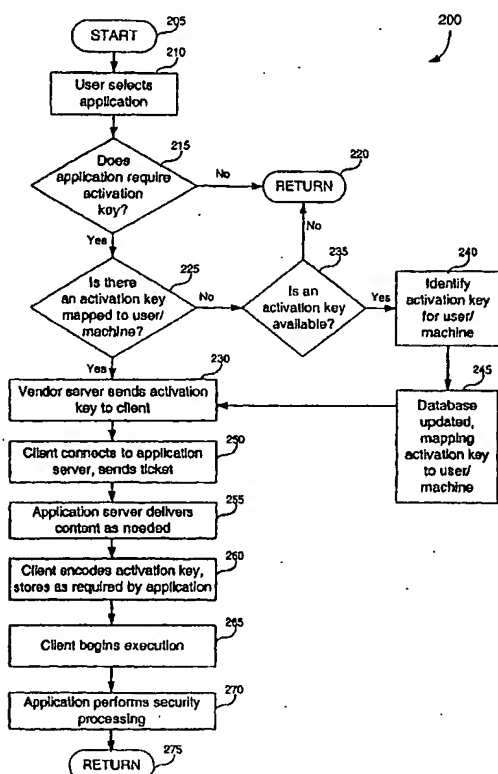 205
START
200
210
User selects
application
215
Does
application require
activation
key?
No
220
RETURN
Yes
No
225
Is there
an activation key
mapped to user/
machine?
No
235
Is an
activation key
available?
Yes
240
Identify
activation key
for user/
machine
Yes
230
Vendor server sends activation
key to client
245
Database
updated,
mapping
activation key
to user/
machine
250
Client connects to application
server, sends ticket
255
Application server delivers
content as needed
260
Client encodes activation key,
stores as required by application
265
Client begins execution
270
Application performs security
processing
RETURN
275